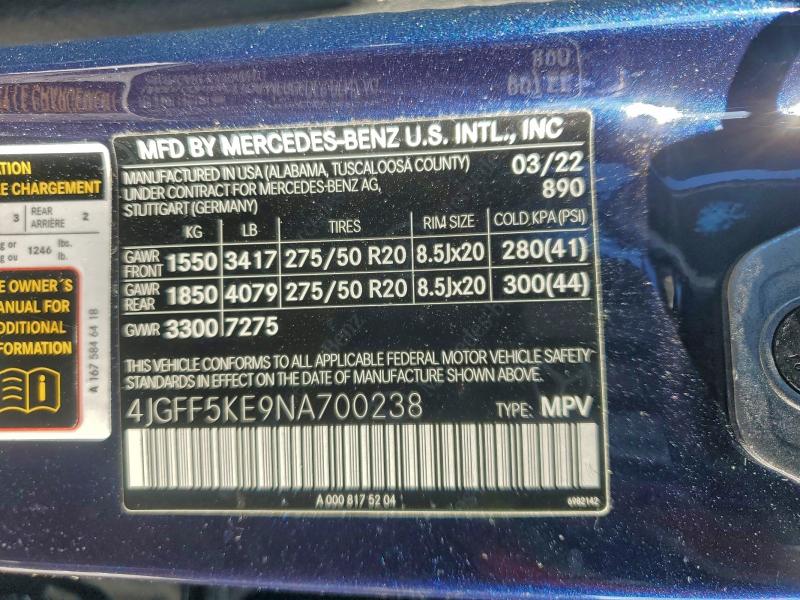 MFD BY MERCEDES-BENZ U.S. INTL., INC
MANUFACTURED IN USA (ALABAMA, TUSCALOOSA COUNTY) 03/22
UNDER CONTRACT FOR MERCEDES-BENZ AG, 890
STUTTGART (GERMANY)
KG LB TIRES RIM SIZE COLD KPA (PSI)
GAWR FRONT 1550 3417 275/50 R20 8.5Jx20 280(41)
GAWR REAR 1850 4079 275/50 R20 8.5Jx20 300(44)
GVWR 3300 7275
THIS VEHICLE CONFORMS TO ALL APPLICABLE FEDERAL MOTOR VEHICLE SAFETY
STANDARDS IN EFFECT ON THE DATE OF MANUFACTURE SHOWN ABOVE.
4JGFF5KE9NA700238 TYPE: MPV
A 000 817 52 04 6982142
CHARGEMENT
3 REAR ARRIÈRE 2
1246 lbs. lb.
OWNER´S
MANUAL FOR
ADDITIONAL
INFORMATION
A 167 584 64 18